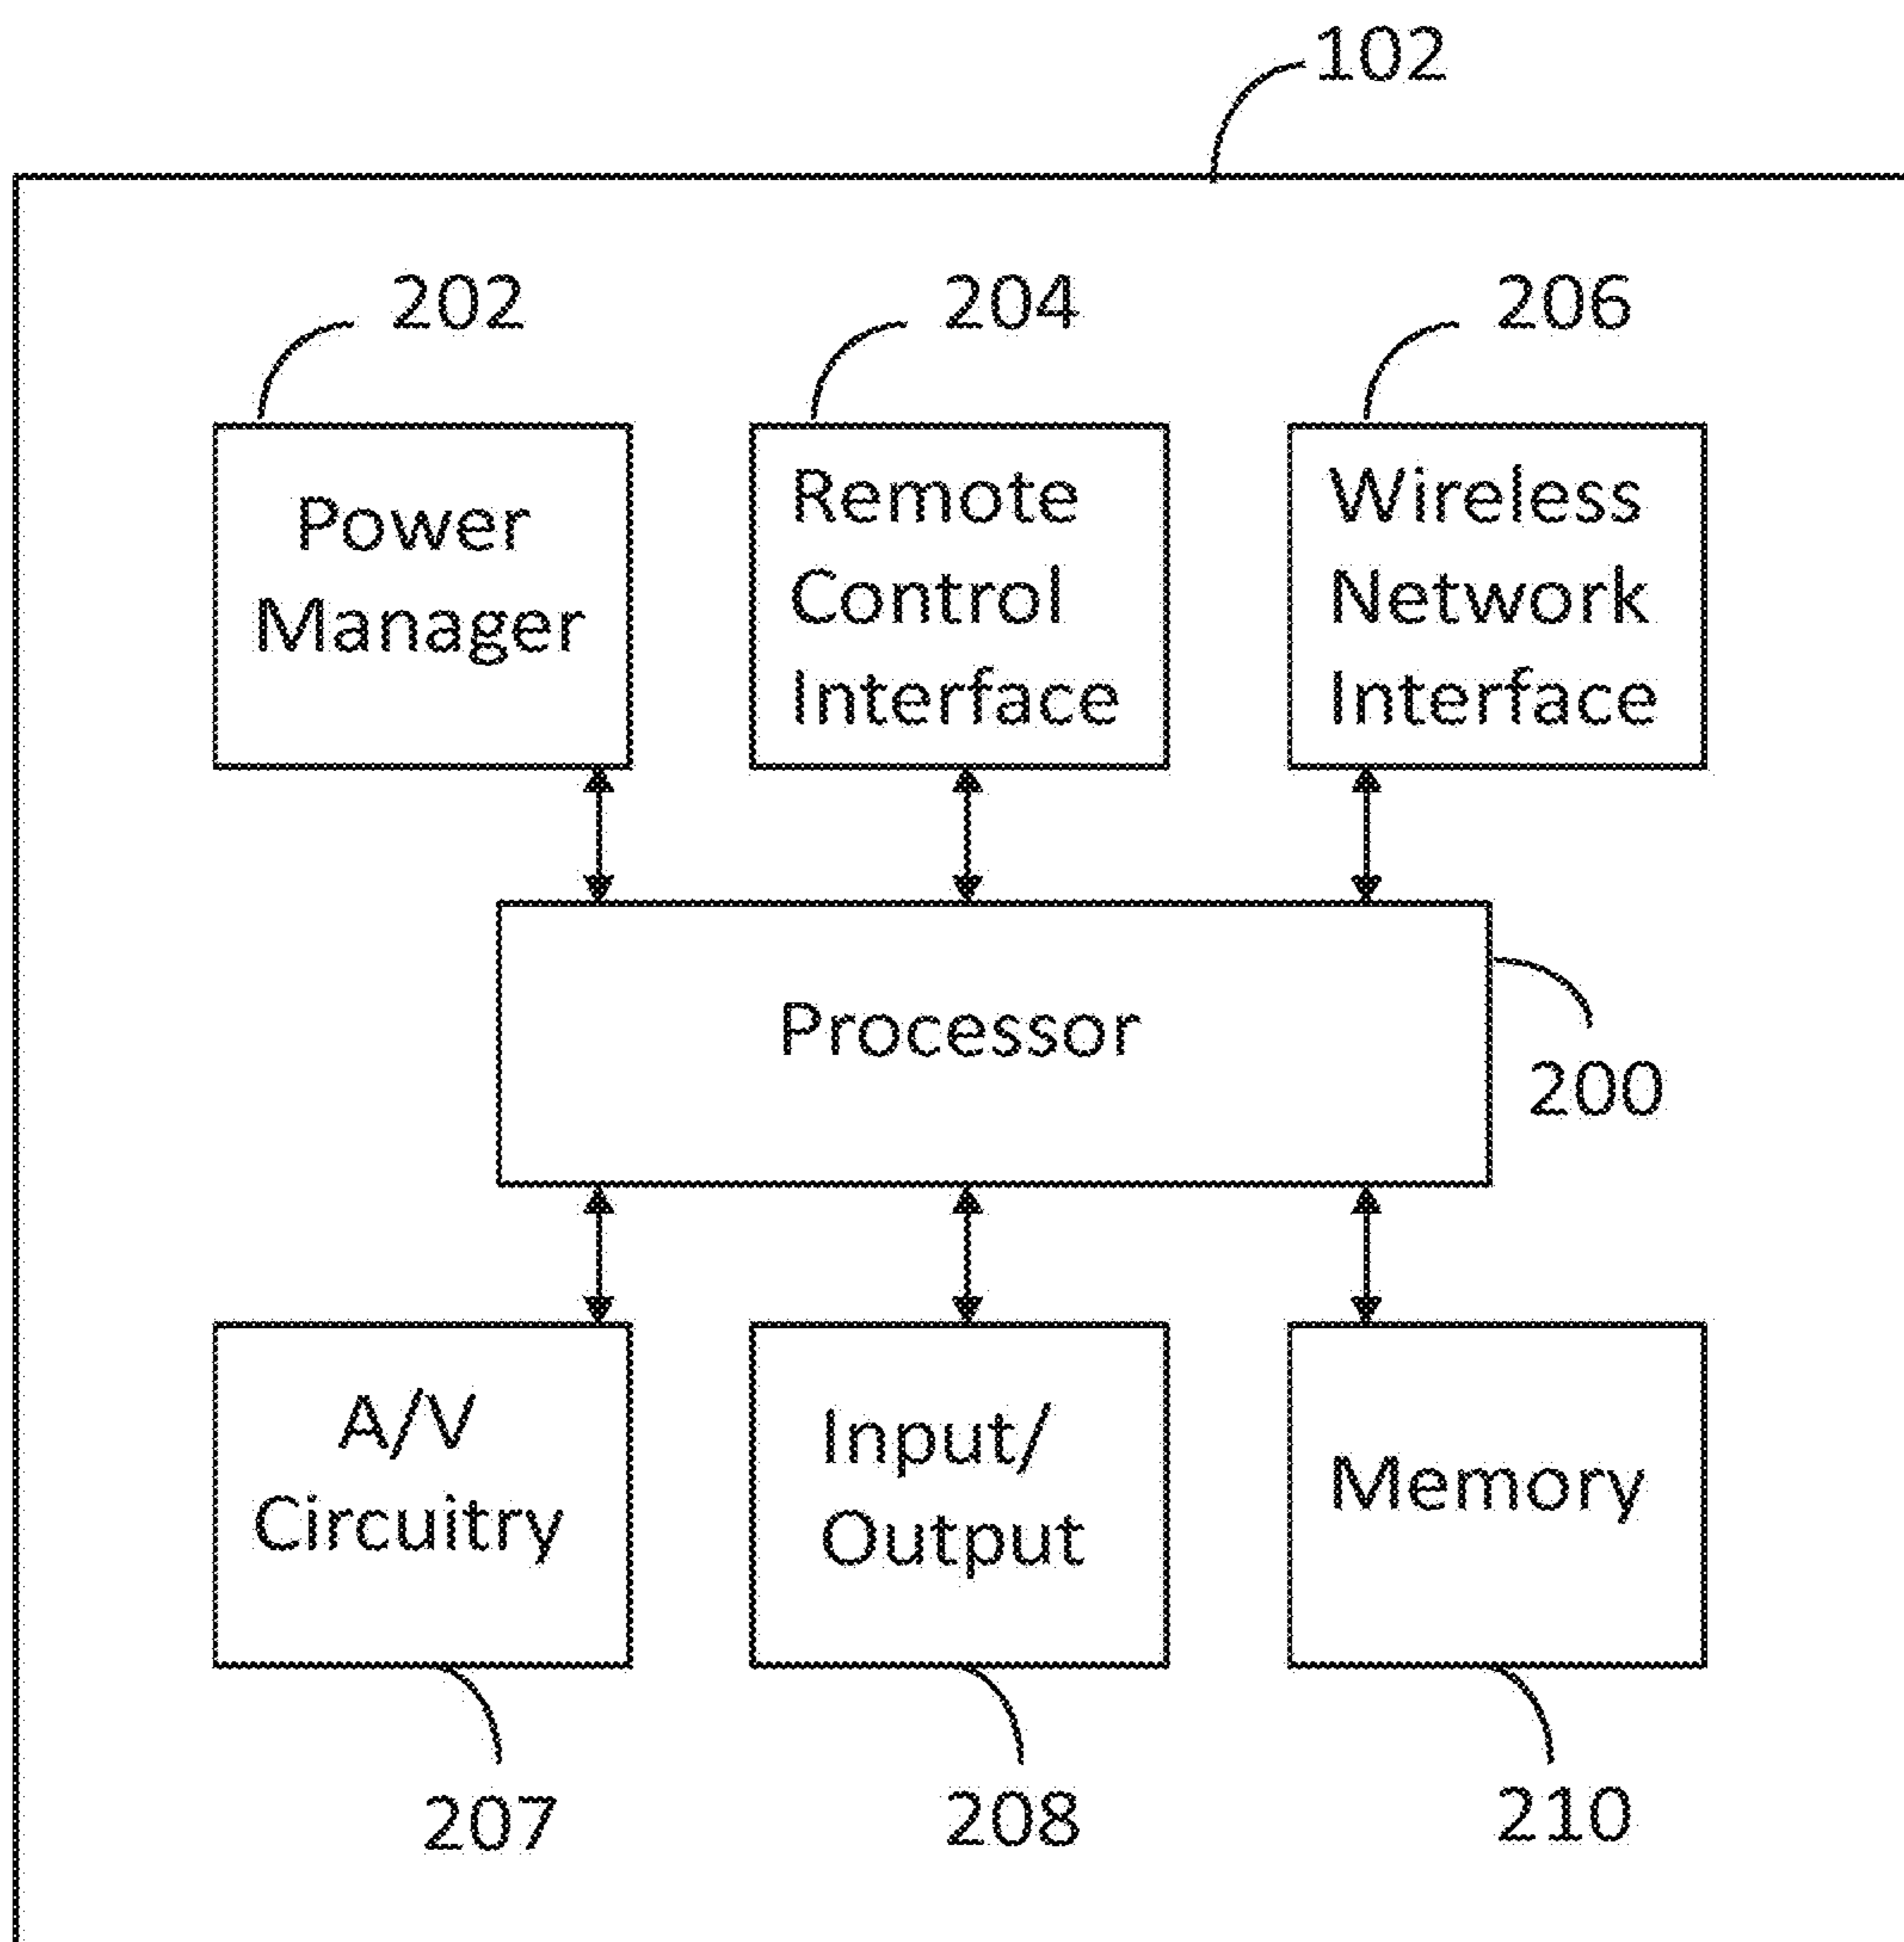 102
202
204
206
Power
Manager
Remote
Control
Interface
Wireless
Network
Interface
Processor
200
A/V
Circuitry
Input/
Output
Memory
207
208
210